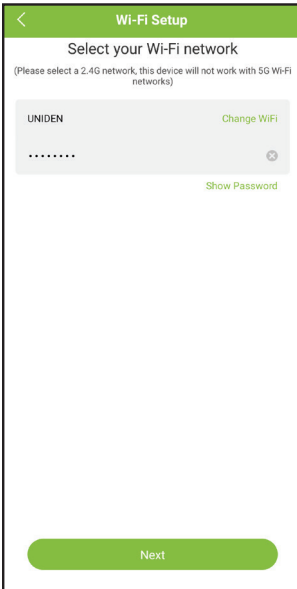 Wi-Fi Setup
Select your Wi-Fi network
(Please select a 2.4G network, this device will not work with 5G Wi-Fi
networks)
UNIDEN Change WiFi
••••••••
Show Password
Next